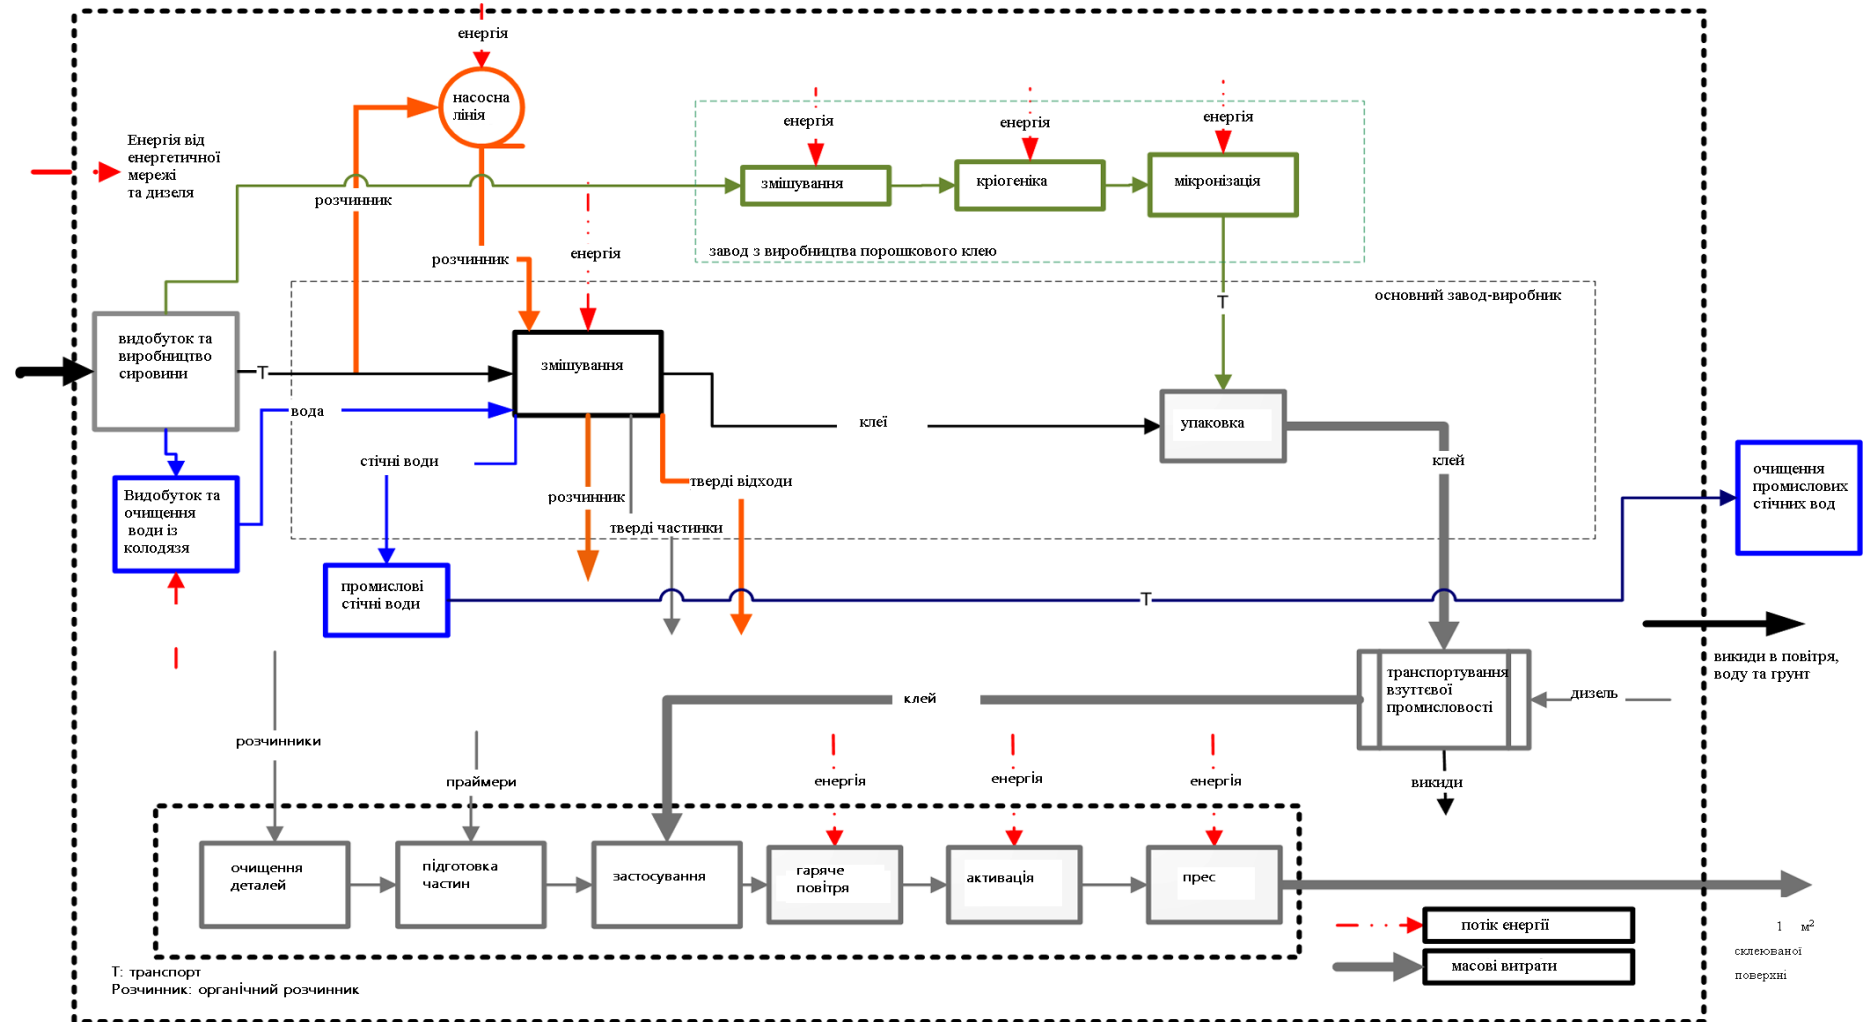 енергія
насосна
лінія
Енергія від
енергетичної
мережі
та дизеля
розчинник
енергія
енергія
енергія
змішування
кріогеніка
мікронізація
завод з виробництва порошкового клею
розчинник
енергія
основний завод-виробник
Т
видобуток та
виробництво
сировини
Т
змішування
вода
клеї
упаковка
клей
стічні води
розчинник
тверді відходи
тверді частинки
Видобуток та
очищення
води із
колодязя
очищення
промислових
стічних вод
промислові
стічні води
Т
викиди в повітря,
воду та грунт
транспортування
взуттєвої
промисловості
дизель
клей
викиди
розчинники
праймери
енергія
енергія
енергія
очищення
деталей
підготовка
частин
застосування
гаряче
повітря
активація
прес
потік енергії
масові витрати
1 м²
склеюваної
поверхні
Т: транспорт
Розчинник: органічний розчинник